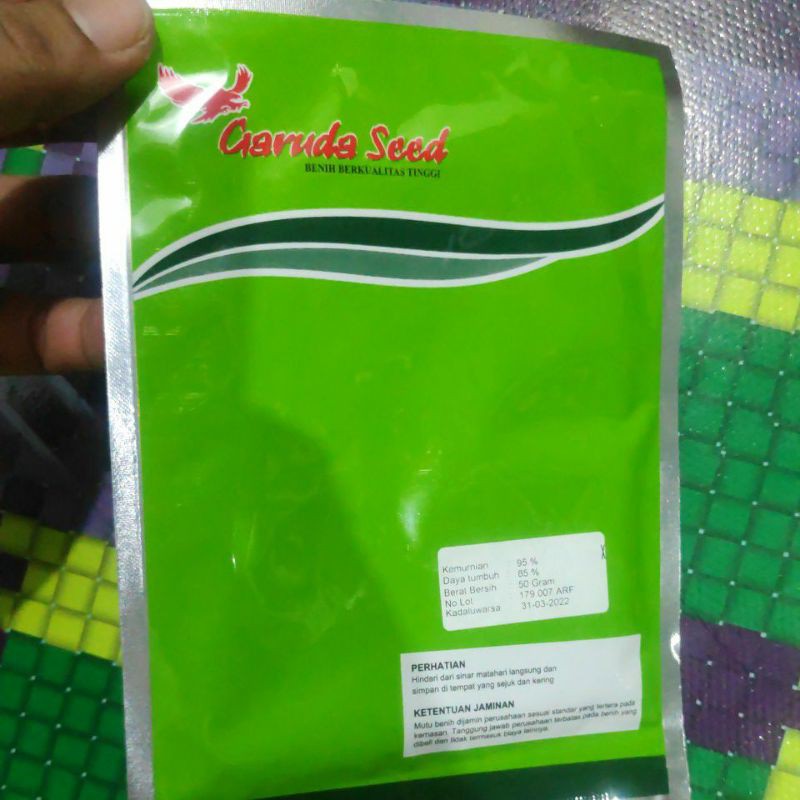 Garuda Seed
BENIH BERKUALITAS TINGGI
Kemurnian : 95 %
Daya tumbuh : 85 %
Berat Bersih : 50 Gram
No Lot : 179.007.ARF
Kadaluwarsa : 31-03-2022
PERHATIAN
Hindari dari sinar matahari langsung dan
simpan di tempat yang sejuk dan kering
KETENTUAN JAMINAN
Mutu benih dijamin perusahaan sesuai standar yang tertera pada
kemasan. Tanggung jawab perusahaan terbatas pada benih yang
dibeli dan tidak termasuk biaya lainnya.